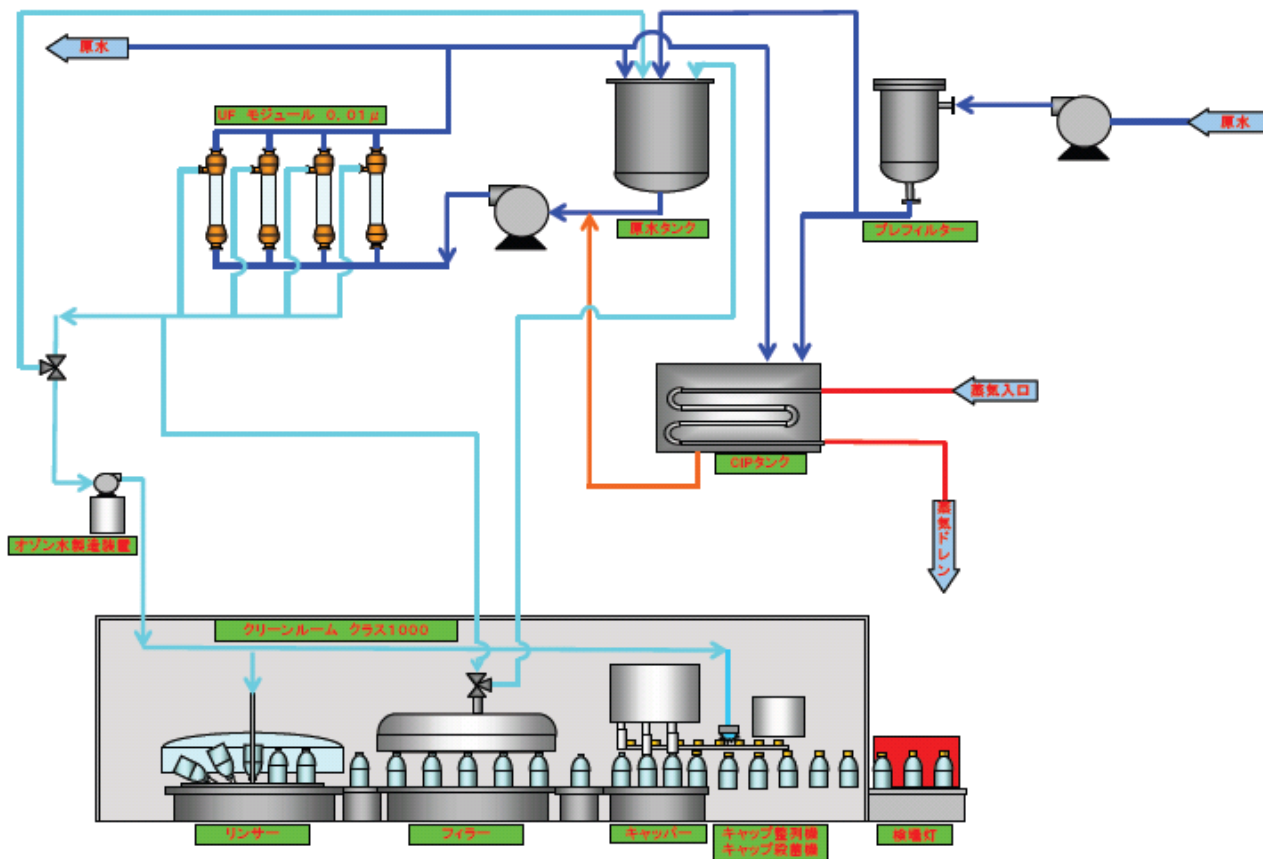 原水
UF モジュール 0.01μ
原水
原水タンク
プレフィルター
蒸気入口
CIPタンク
蒸気ドレン
オゾン水製造装置
クリーンルーム クラス1000
リンサー
フィラー
キャッパー
キャップ整列機
キャップ殺菌機
検壜灯